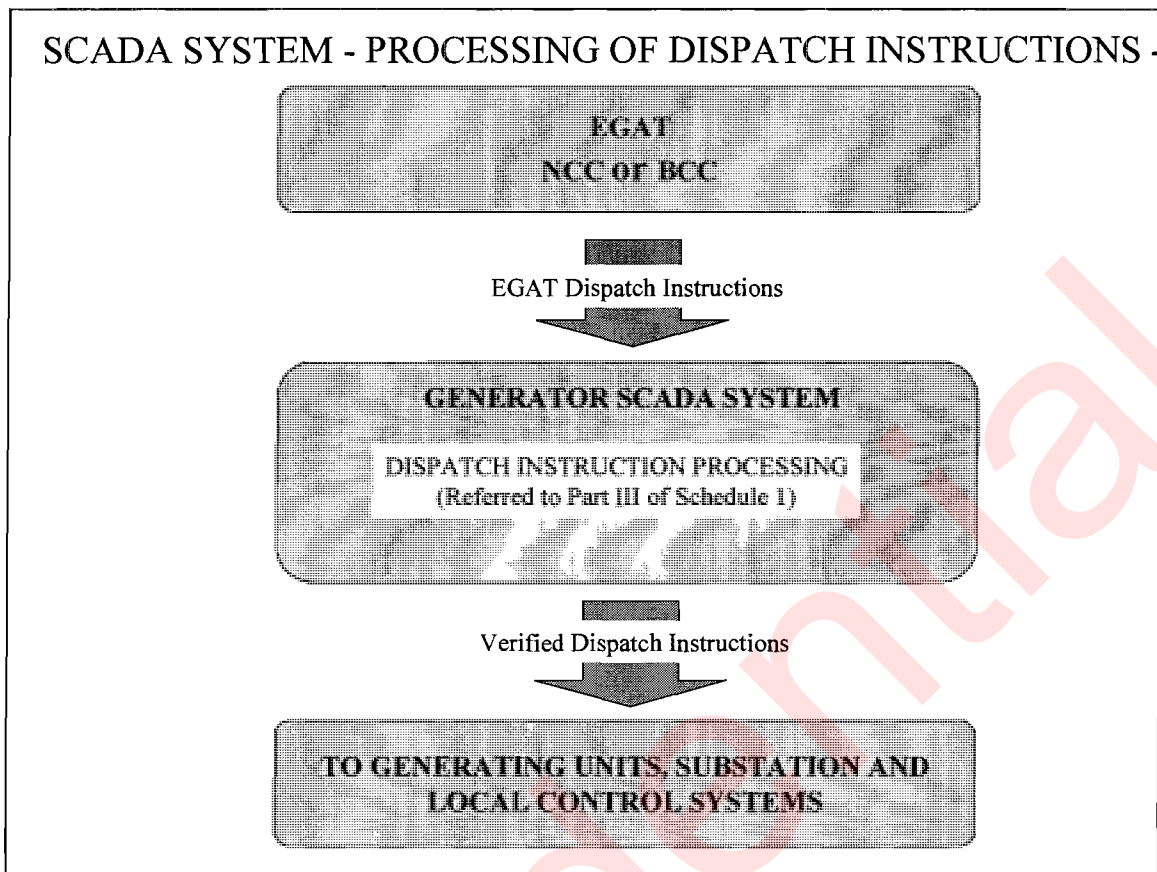 SCADA SYSTEM - PROCESSING OF DISPATCH INSTRUCTIONS -
EGAT
NCC or BCC
EGAT Dispatch Instructions
GENERATOR SCADA SYSTEM
DISPATCH INSTRUCTION PROCESSING
(Referred to Part III of Schedule 1)
Verified Dispatch Instructions
TO GENERATING UNITS, SUBSTATION AND
LOCAL CONTROL SYSTEMS
dential